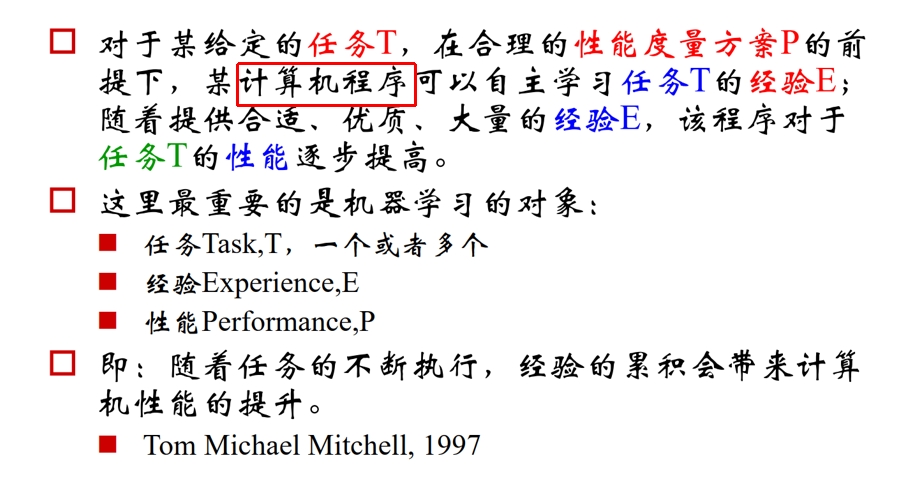 对于某给定的任务T，在合理的性能度量方案P的前
提下，某计算机程序可以自主学习任务T的经验E；
随着提供合适、优质、大量的经验E，该程序对于
任务T的性能逐步提高。
这里最重要的是机器学习的对象：
任务Task,T，一个或者多个
经验Experience,E
性能Performance,P
即：随着任务的不断执行，经验的累积会带来计算
机性能的提升。
Tom Michael Mitchell, 1997